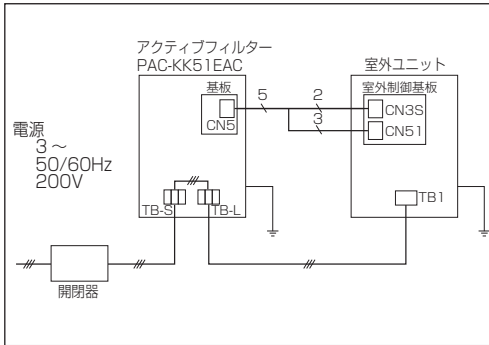 アクティブフィルター
PAC-KK51EAC
基板
CN5
5
2
3
室外ユニット
室外制御基板
CN3S
CN51
電源
3～
50/60Hz
200V
TB-S
TB-L
TB1
開閉器